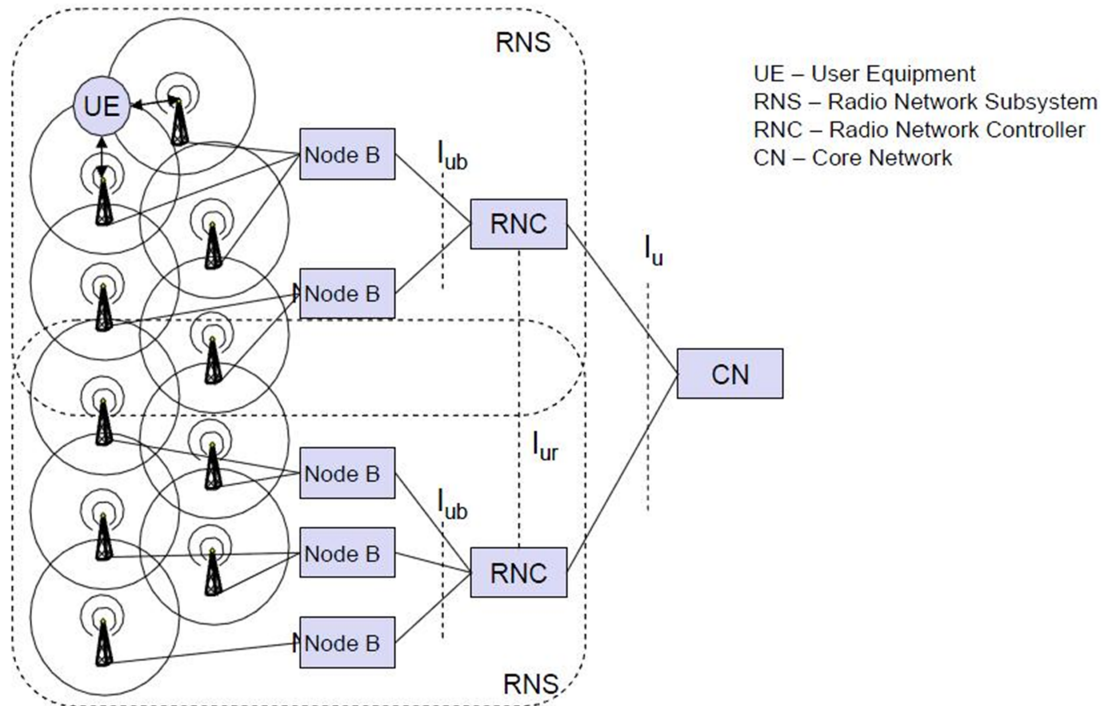 RNS
UE – User Equipment
RNS – Radio Network Subsystem
RNC – Radio Network Controller
CN – Core Network
UE
Node B
Iub
RNC
Iu
Node B
CN
Iur
Node B
Iub
Node B
RNC
Node B
RNS